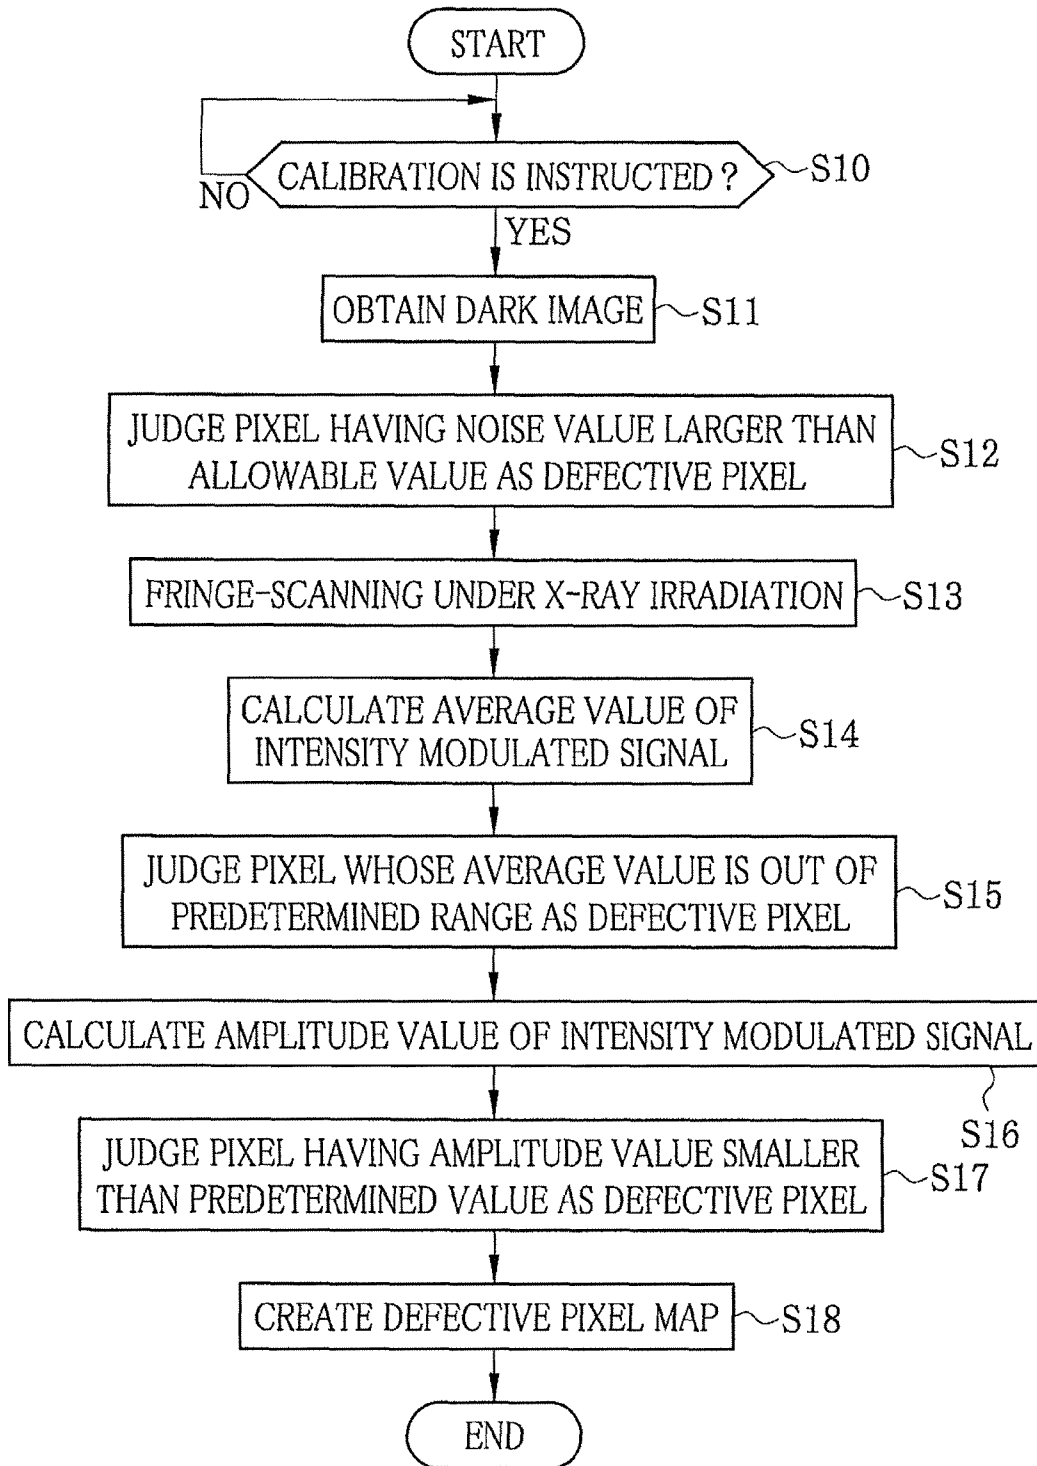 START
CALIBRATION IS INSTRUCTED ?
S10
NO
YES
OBTAIN DARK IMAGE
S11
JUDGE PIXEL HAVING NOISE VALUE LARGER THAN
ALLOWABLE VALUE AS DEFECTIVE PIXEL
S12
FRINGE-SCANNING UNDER X-RAY IRRADIATION
S13
CALCULATE AVERAGE VALUE OF
INTENSITY MODULATED SIGNAL
S14
JUDGE PIXEL WHOSE AVERAGE VALUE IS OUT OF
PREDETERMINED RANGE AS DEFECTIVE PIXEL
S15
CALCULATE AMPLITUDE VALUE OF INTENSITY MODULATED SIGNAL
S16
JUDGE PIXEL HAVING AMPLITUDE VALUE SMALLER
THAN PREDETERMINED VALUE AS DEFECTIVE PIXEL
S17
CREATE DEFECTIVE PIXEL MAP
S18
END